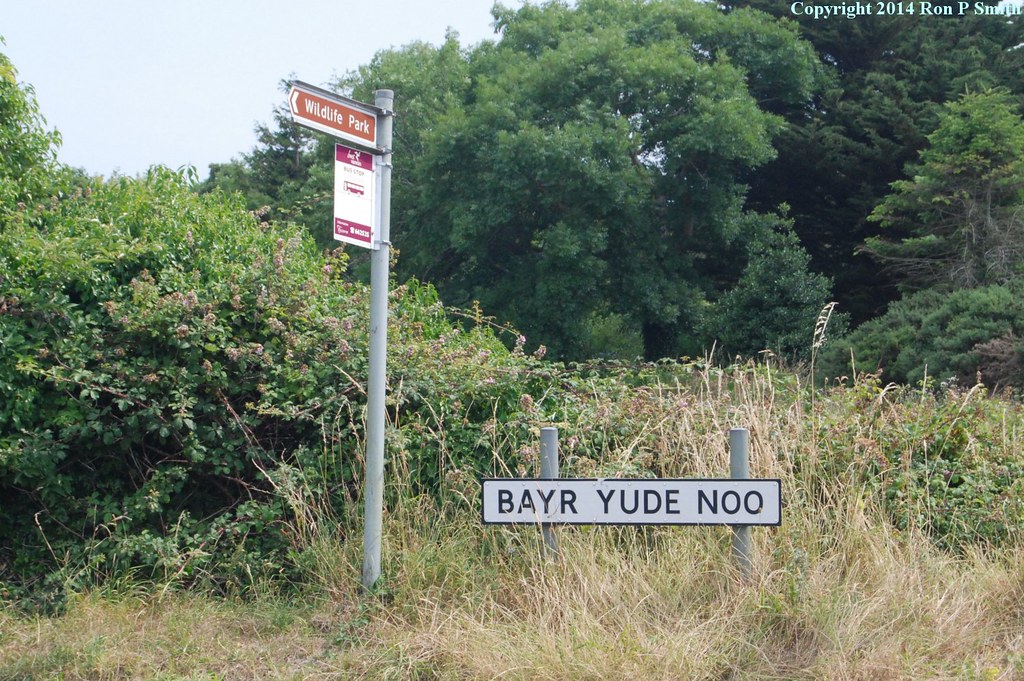 Copyright 2014 Ron P Smith
Wildlife Park
BUS STOP
BAYR YUDE NOO